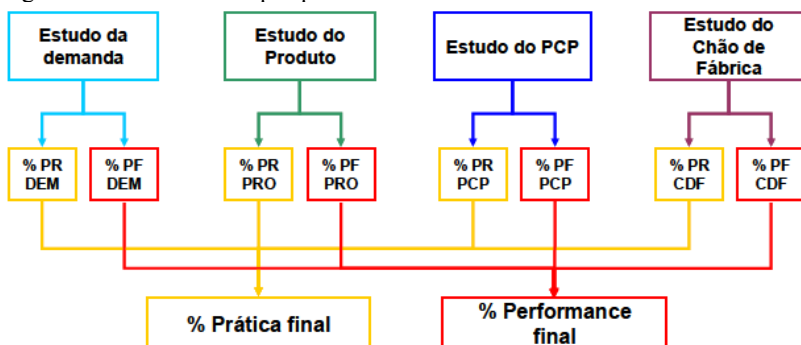 Estudo da
demanda
Estudo do
Produto
Estudo do PCP
Estudo do
Chão de
Fábrica
% PR
DEM
% PF
DEM
% PR
PRO
% PF
PRO
% PR
PCP
% PF
PCP
% PR
CDF
% PF
CDF
% Prática final
% Performance
final